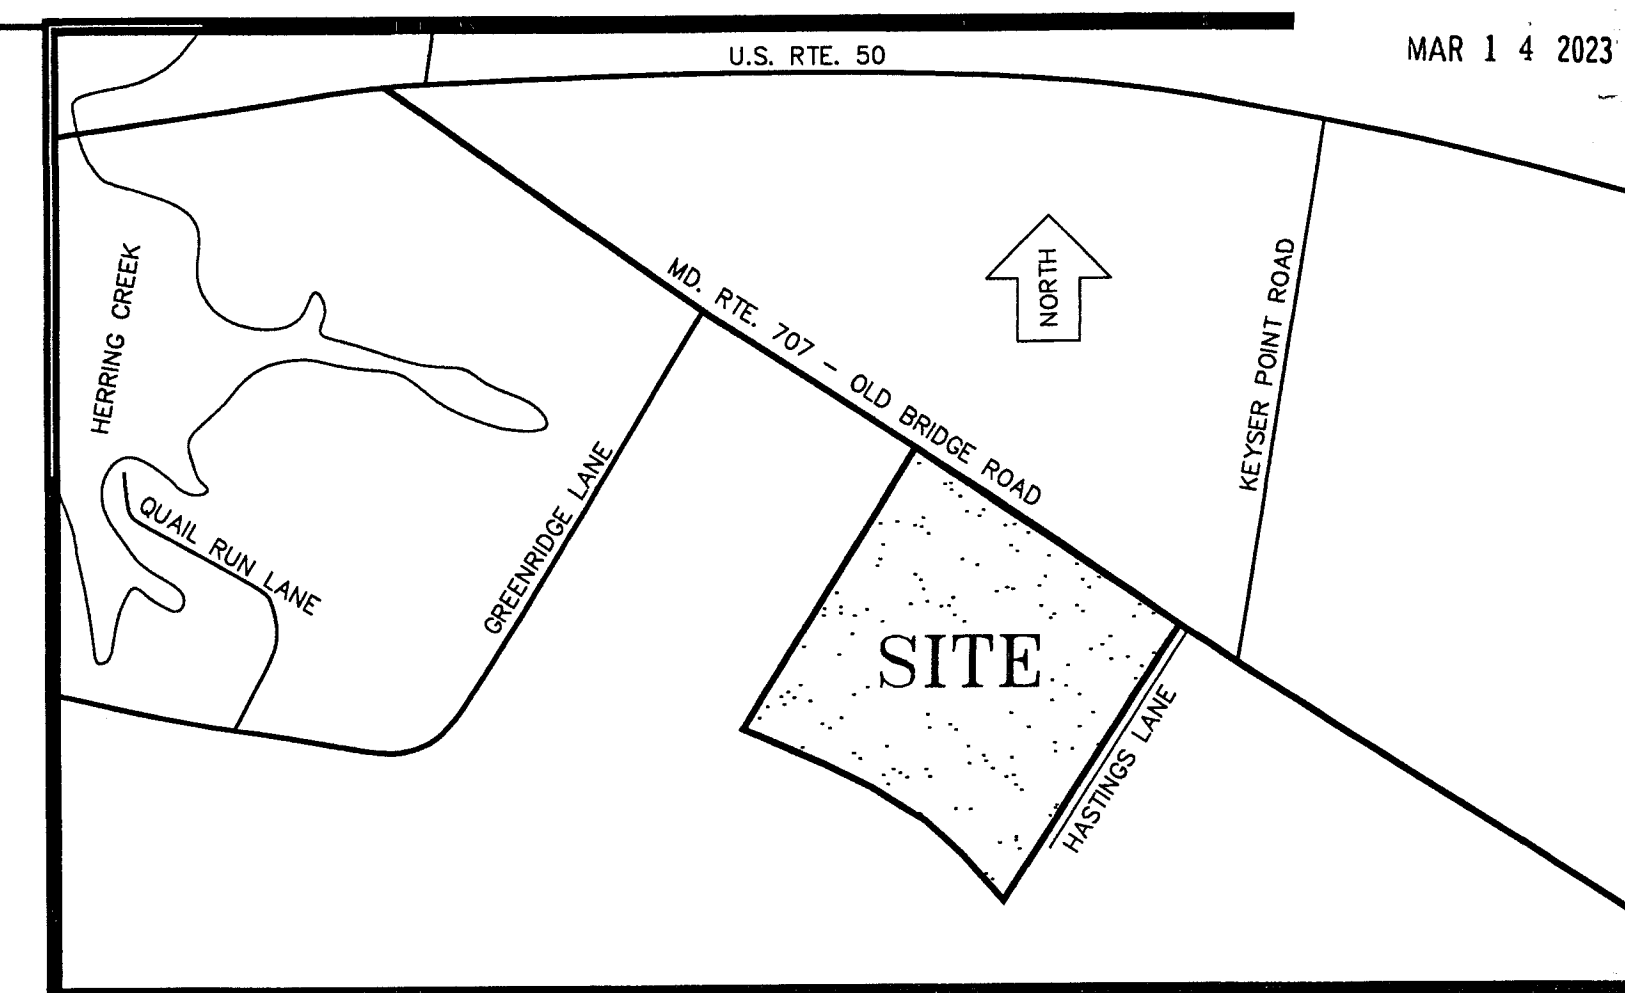 MAR 1 4 2023
U.S. RTE. 50
NORTH
MD. RTE. 707 – OLD BRIDGE ROAD
KEYSER POINT ROAD
HERRING CREEK
QUAIL RUN LANE
GREENRIDGE LANE
SITE
HASTINGS LANE